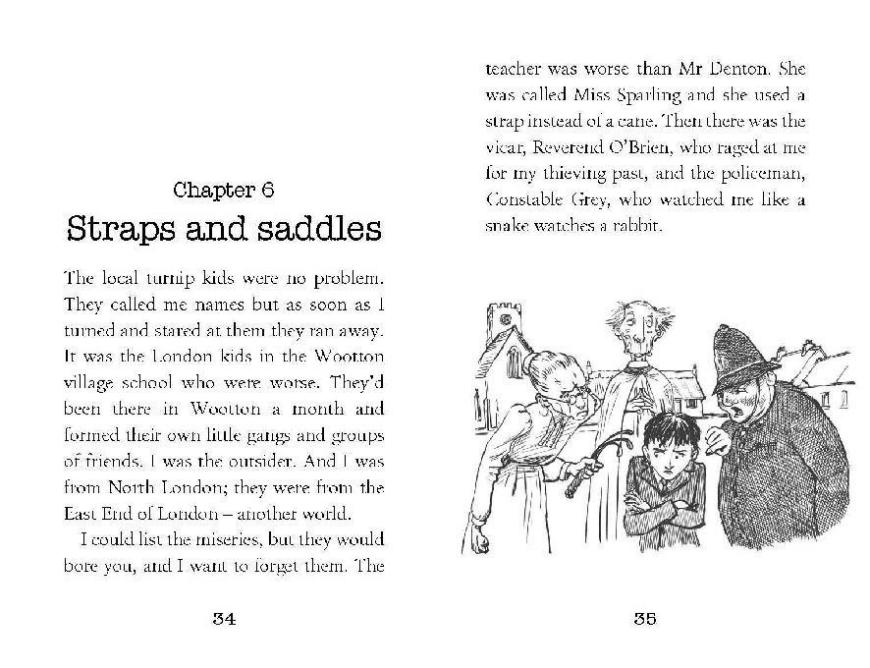 Chapter 6
Straps and saddles
The local turnip kids were no problem.
They called me names but as soon as I
turned and stared at them they ran away.
It was the London kids in the Wootton
village school who were worse. They'd
been there in Wootton a month and
formed their own little gangs and groups
of friends. I was the outsider. And I was
from North London; they were from the
East End of London – another world.
I could list the miseries, but they would
bore you, and I want to forget them. The
34
teacher was worse than Mr Denton. She
was called Miss Sparling and she used a
strap instead of a cane. Then there was the
vicar, Reverend O'Brien, who raged at me
for my thieving past, and the policeman,
Constable Grey, who watched me like a
snake watches a rabbit.
35